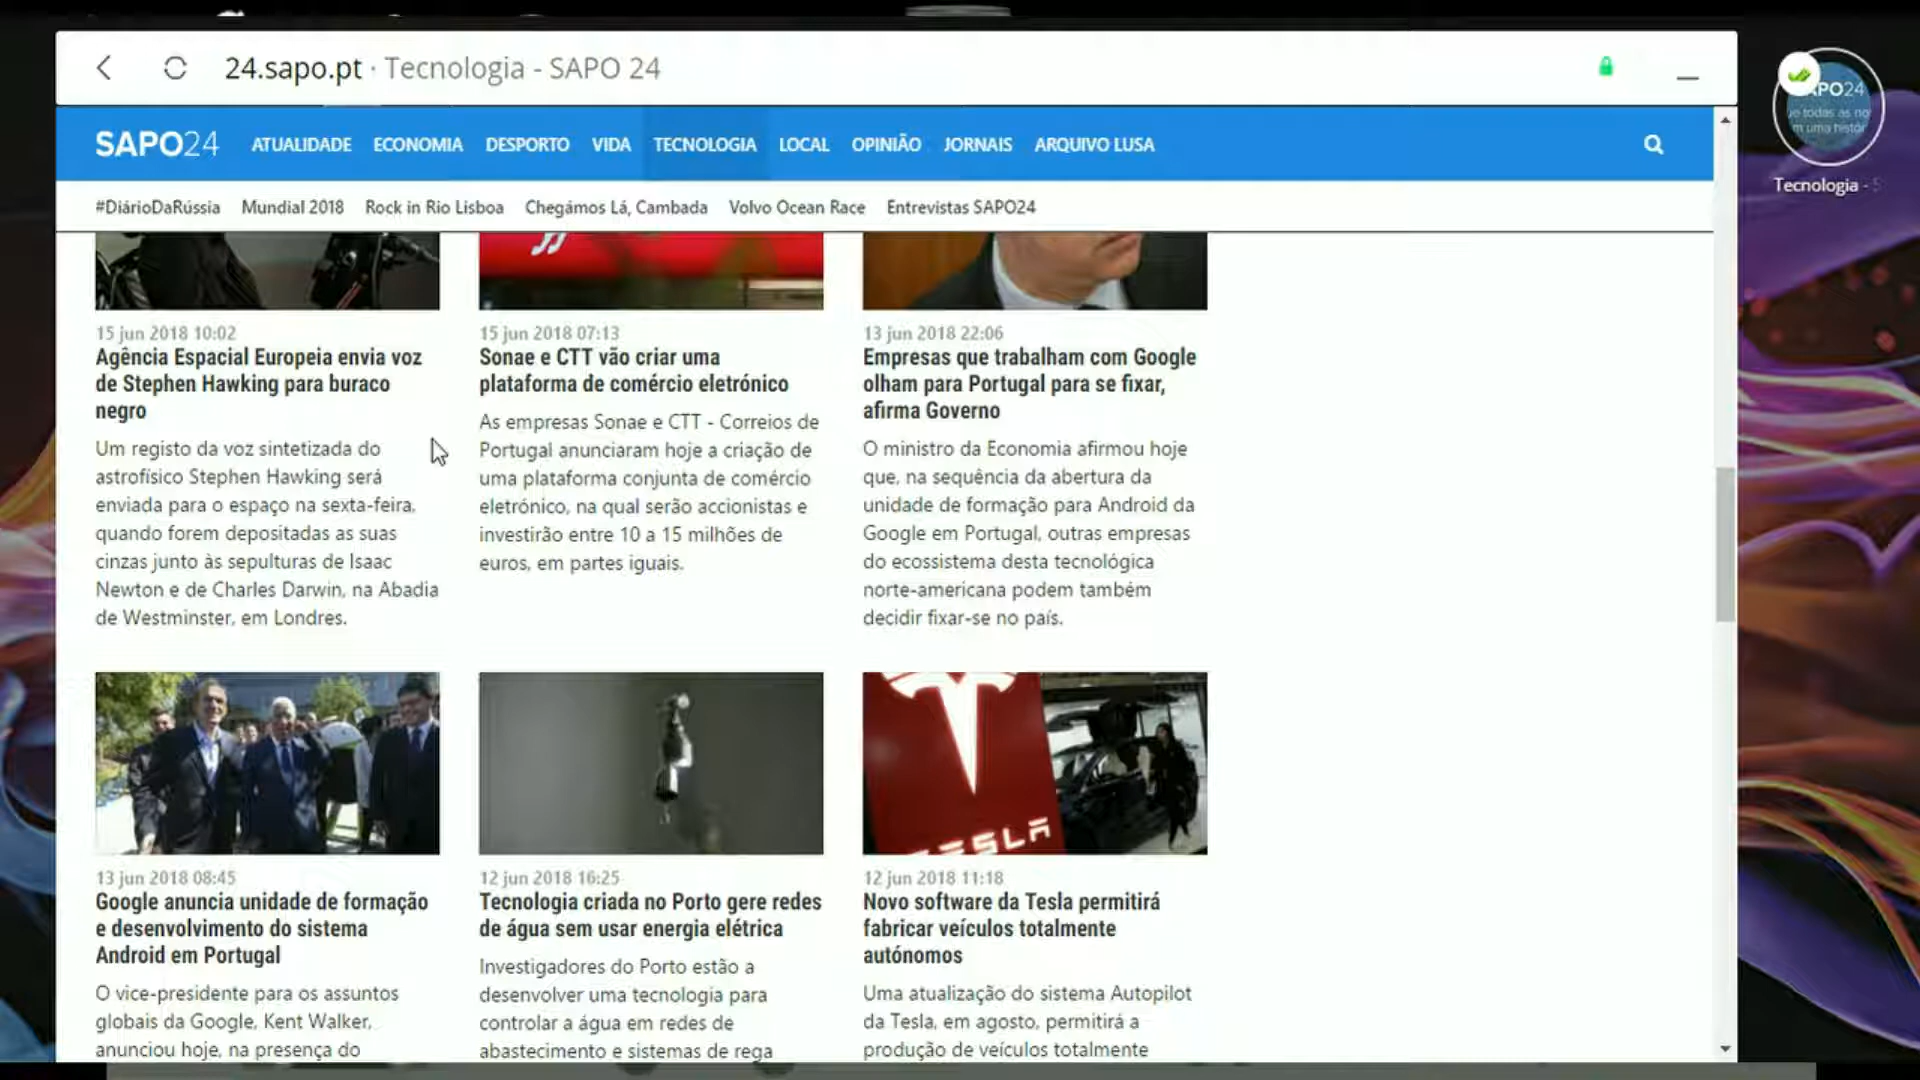 24.sapo.pt · Tecnologia - SAPO 24
SAPO24 ATUALIDADE ECONOMIA DESPORTO VIDA TECNOLOGIA LOCAL OPINIÃO JORNAIS ARQUIVO LUSA
#DiárioDaRússia Mundial 2018 Rock in Rio Lisboa Chegámos Lá, Cambada Volvo Ocean Race Entrevistas SAPO24
15 jun 2018 10:02
Agência Espacial Europeia envia voz
de Stephen Hawking para buraco
negro
Um registo da voz sintetizada do
astrofísico Stephen Hawking será
enviada para o espaço na sexta-feira,
quando forem depositadas as suas
cinzas junto às sepulturas de Isaac
Newton e de Charles Darwin, na Abadia
de Westminster, em Londres.
15 jun 2018 07:13
Sonae e CTT vão criar uma
plataforma de comércio eletrónico
As empresas Sonae e CTT - Correios de
Portugal anunciaram hoje a criação de
uma plataforma conjunta de comércio
eletrónico, na qual serão accionistas e
investirão entre 10 a 15 milhões de
euros, em partes iguais.
13 jun 2018 22:06
Empresas que trabalham com Google
olham para Portugal para se fixar,
afirma Governo
O ministro da Economia afirmou hoje
que, na sequência da abertura da
unidade de formação para Android da
Google em Portugal, outras empresas
do ecossistema desta tecnológica
norte-americana podem também
decidir fixar-se no país.
13 jun 2018 08:45
Google anuncia unidade de formação
e desenvolvimento do sistema
Android em Portugal
O vice-presidente para os assuntos
globais da Google, Kent Walker,
anunciou hoje, na presença do
12 jun 2018 16:25
Tecnologia criada no Porto gere redes
de água sem usar energia elétrica
Investigadores do Porto estão a
desenvolver uma tecnologia para
controlar a água em redes de
abastecimento e sistemas de rega
TESLA
12 jun 2018 11:18
Novo software da Tesla permitirá
fabricar veículos totalmente
autónomos
Uma atualização do sistema Autopilot
da Tesla, em agosto, permitirá a
produção de veículos totalmente
APO24
todas as no
m uma histór
Tecnologia - S